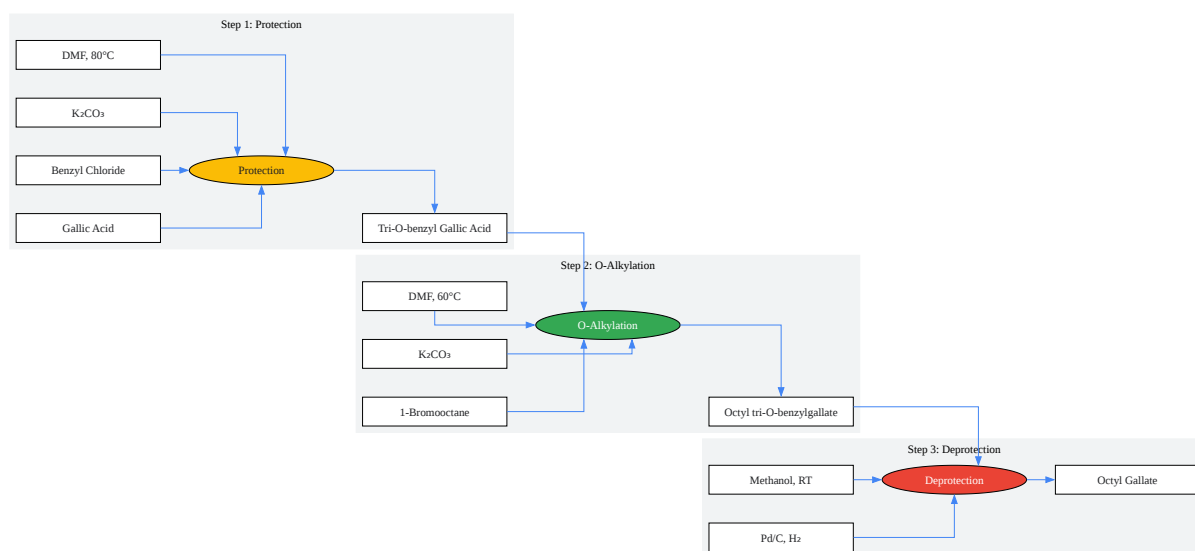 Step 1: Protection
DMF, 80°C
K₂CO₃
Benzyl Chloride
Protection
Gallic Acid
Tri-O-benzyl Gallic Acid
Step 2: O-Alkylation
DMF, 60°C
O-Alkylation
K₂CO₃
1-Bromooctane
Octyl tri-O-benzylgallate
Step 3: Deprotection
Methanol, RT
Deprotection
Octyl Gallate
Pd/C, H₂